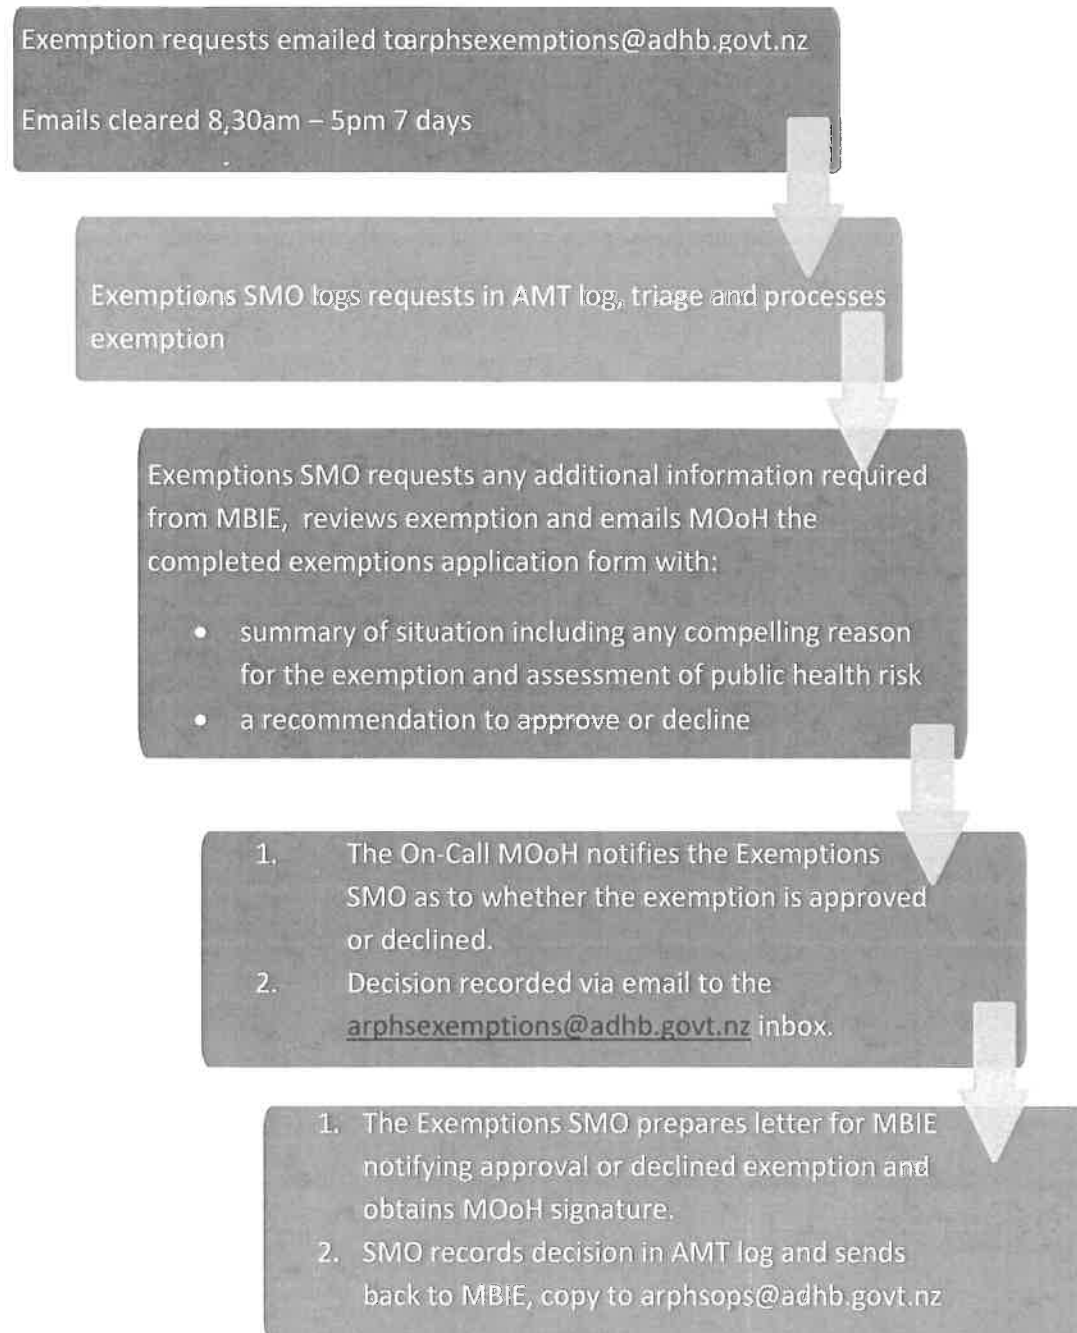 Exemption requests emailed toarphsexemptions@adhb.govt.nz
Emails cleared 8,30am – 5pm 7 days
Exemptions SMO logs requests in AMT log, triage and processes
exemption
Exemptions SMO requests any additional information required
from MBIE, reviews exemption and emails MOoH the
completed exemptions application form with:
• summary of situation including any compelling reason
for the exemption and assessment of public health risk
• a recommendation to approve or decline
1. The On-Call MOoH notifies the Exemptions
SMO as to whether the exemption is approved
or declined.
2. Decision recorded via email to the
arphsexemptions@adhb.govt.nz inbox.
1. The Exemptions SMO prepares letter for MBIE
notifying approval or declined exemption and
obtains MOoH signature.
2. SMO records decision in AMT log and sends
back to MBIE, copy to arphsops@adhb.govt.nz